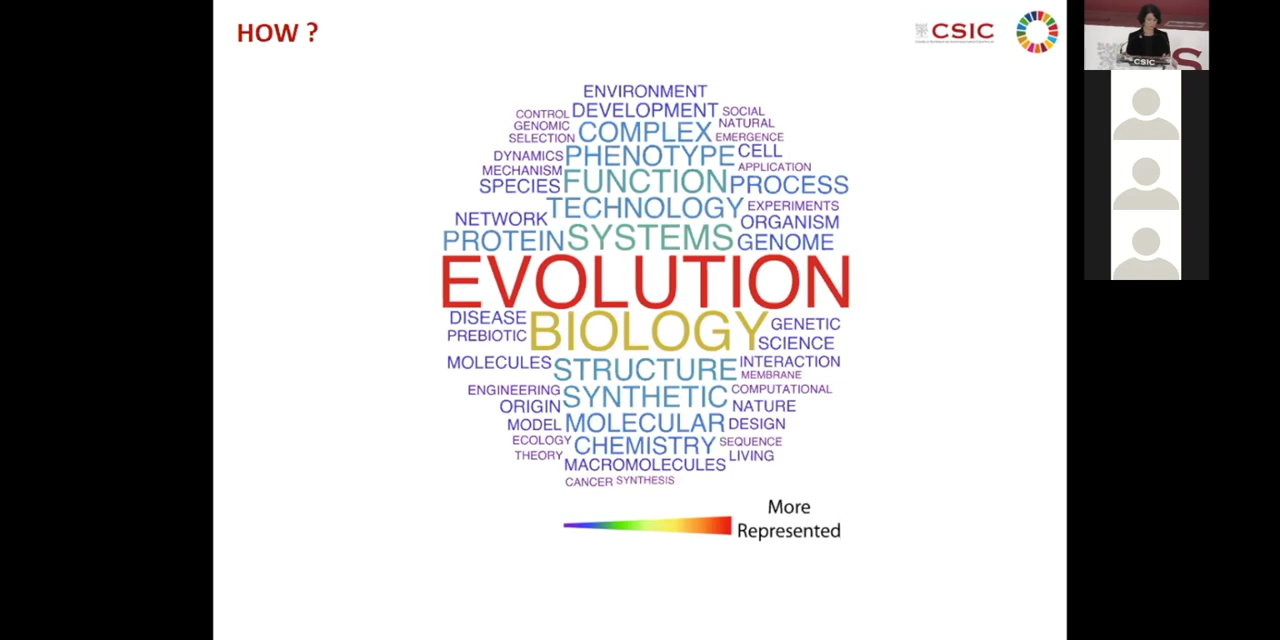 HOW ?
CSIC
CSIC
S
ENVIRONMENT
CONTROL DEVELOPMENT SOCIAL
GENOMIC NATURAL
SELECTION COMPLEX EMERGENCE
DYNAMICS PHENOTYPE CELL
MECHANISM APPLICATION
SPECIES FUNCTION PROCESS
TECHNOLOGY EXPERIMENTS
NETWORK ORGANISM
PROTEIN SYSTEMS GENOME
EVOLUTION
DISEASE BIOLOGY GENETIC
PREBIOTIC SCIENCE
MOLECULES STRUCTURE INTERACTION
MEMBRANE
ENGINEERING SYNTHETIC COMPUTATIONAL
ORIGIN NATURE
MODEL MOLECULAR DESIGN
ECOLOGY CHEMISTRY SEQUENCE
THEORY LIVING
MACROMOLECULES
CANCER SYNTHESIS
More
Represented